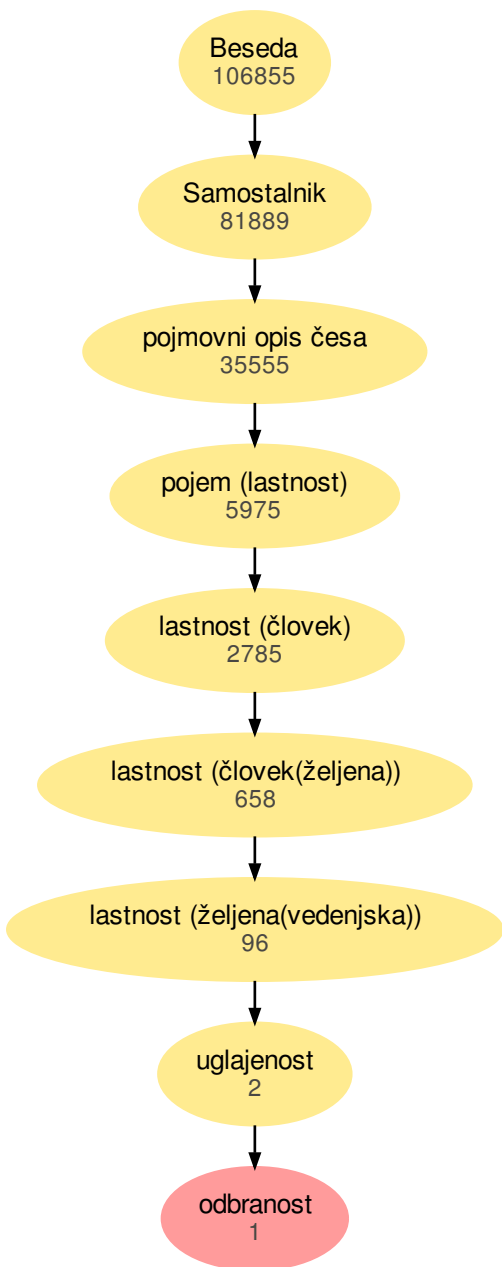 Beseda
106855
Samostalnik
81889
pojmovni opis česa
35555
pojem (lastnost)
5975
lastnost (človek)
2785
lastnost (človek(željena))
658
lastnost (željena(vedenjska))
96
uglajenost
2
odbranost
1